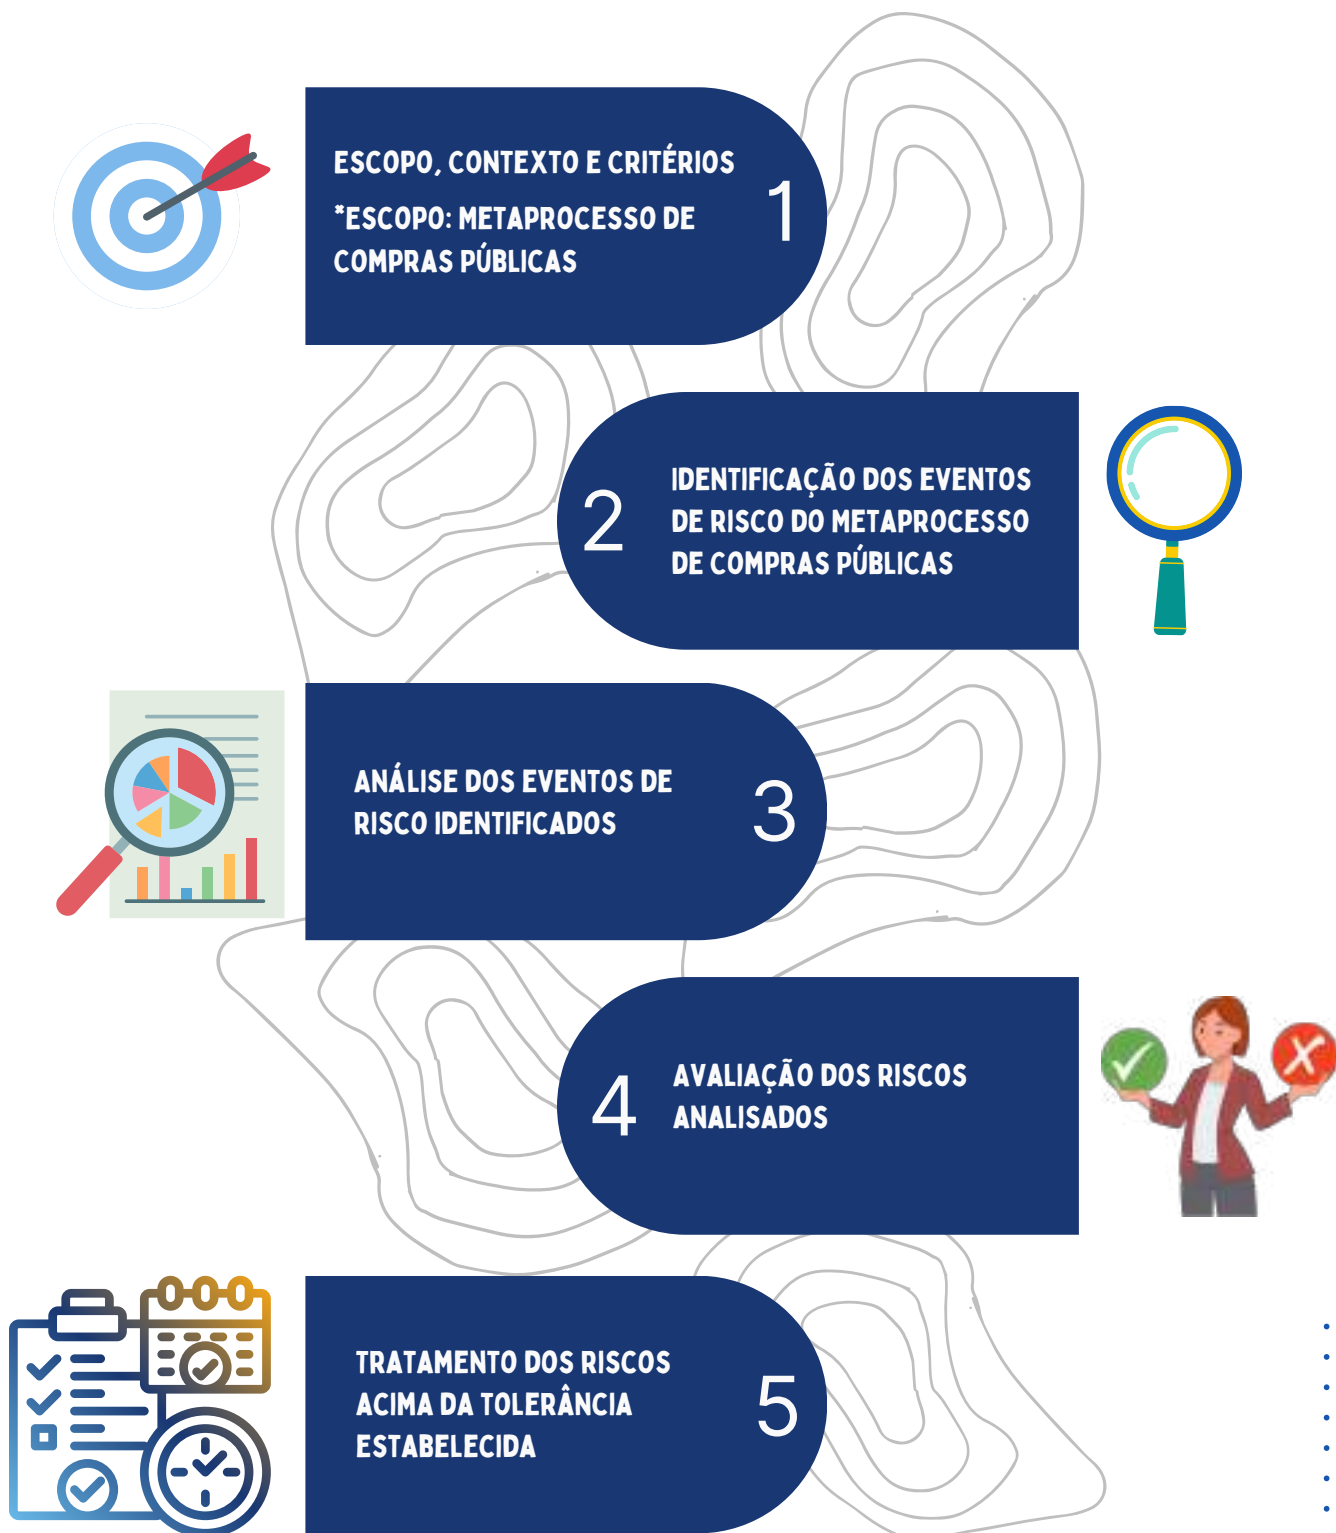 ESCOPO, CONTEXTO E CRITÉRIOS
*ESCOPO: METAPROCESSO DE
COMPRAS PÚBLICAS
1
2
IDENTIFICAÇÃO DOS EVENTOS
DE RISCO DO METAPROCESSO
DE COMPRAS PÚBLICAS
ANÁLISE DOS EVENTOS DE
RISCO IDENTIFICADOS
3
4
AVALIAÇÃO DOS RISCOS
ANALISADOS
TRATAMENTO DOS RISCOS
ACIMA DA TOLERÂNCIA
ESTABELECIDA
5